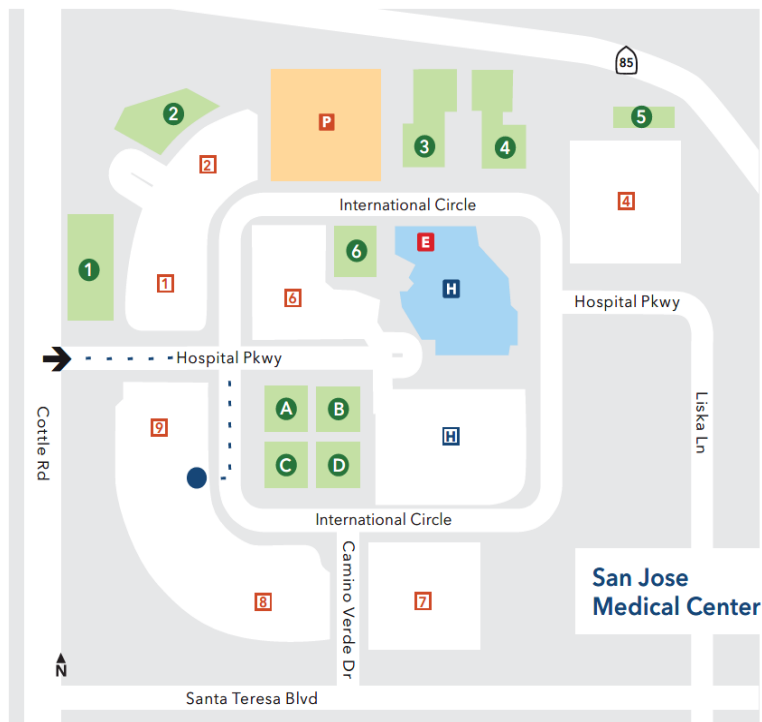 85
2
P
3
4
5
2
4
International Circle
1
E
6
1
6
H
Hospital Pkwy
Hospital Pkwy
A
B
9
H
Cottle Rd
Liska Ln
C
D
International Circle
Camino Verde Dr
San Jose
Medical Center
8
7
N
Santa Teresa Blvd